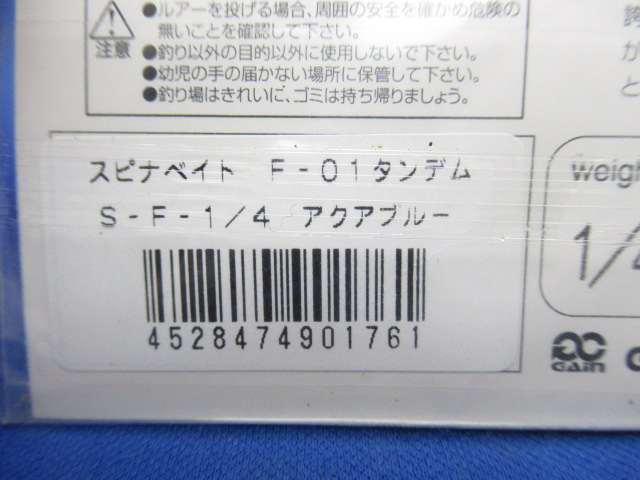 ●ルアーを投げる場合、周囲の安全を確かめ危険の
無いことを確認して下さい。
注意
●釣り以外の目的以外に使用しないで下さい。
●幼児の手の届かない場所に保管して下さい。
●釣り場はきれいに、ゴミは持ち帰りましょう。
が
と
スピナベイト F-01タンデム
S-F-1/4 アクアブルー
4528474901761
weigh
1/4
GAIN